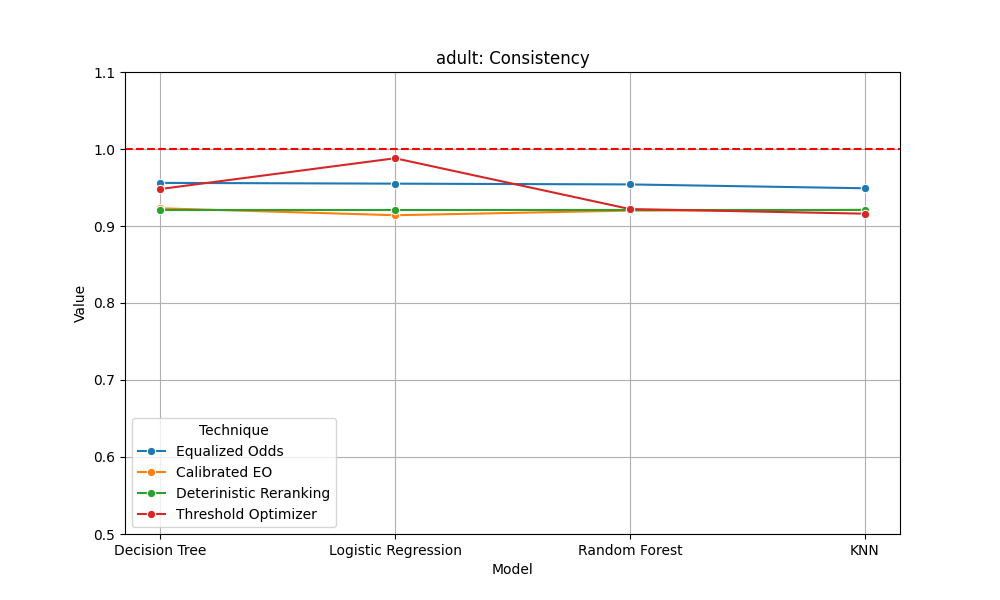 adult: Consistency
1.1
1.0
0.9
0.8
0.7
0.6
0.5
Value
Technique
Equalized Odds
Calibrated EO
Deterinistic Reranking
Threshold Optimizer
Decision Tree
Logistic Regression
Random Forest
KNN
Model